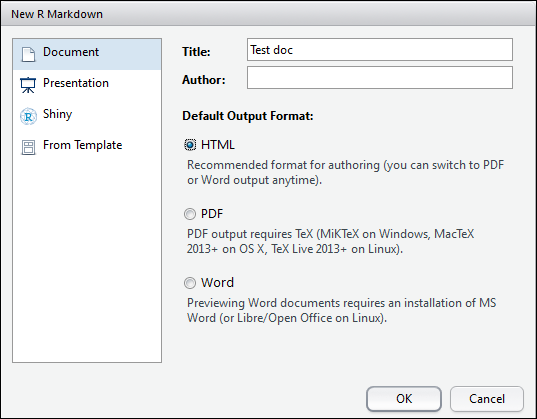 New R Markdown
Document
Presentation
Shiny
From Template
Title:
Test doc
Author:
Default Output Format:
HTML
Recommended format for authoring (you can switch to PDF
or Word output anytime).
PDF
PDF output requires TeX (MiKTeX on Windows, MacTeX
2013+ on OS X, TeX Live 2013+ on Linux).
Word
Previewing Word documents requires an installation of MS
Word (or Libre/Open Office on Linux).
OK
Cancel